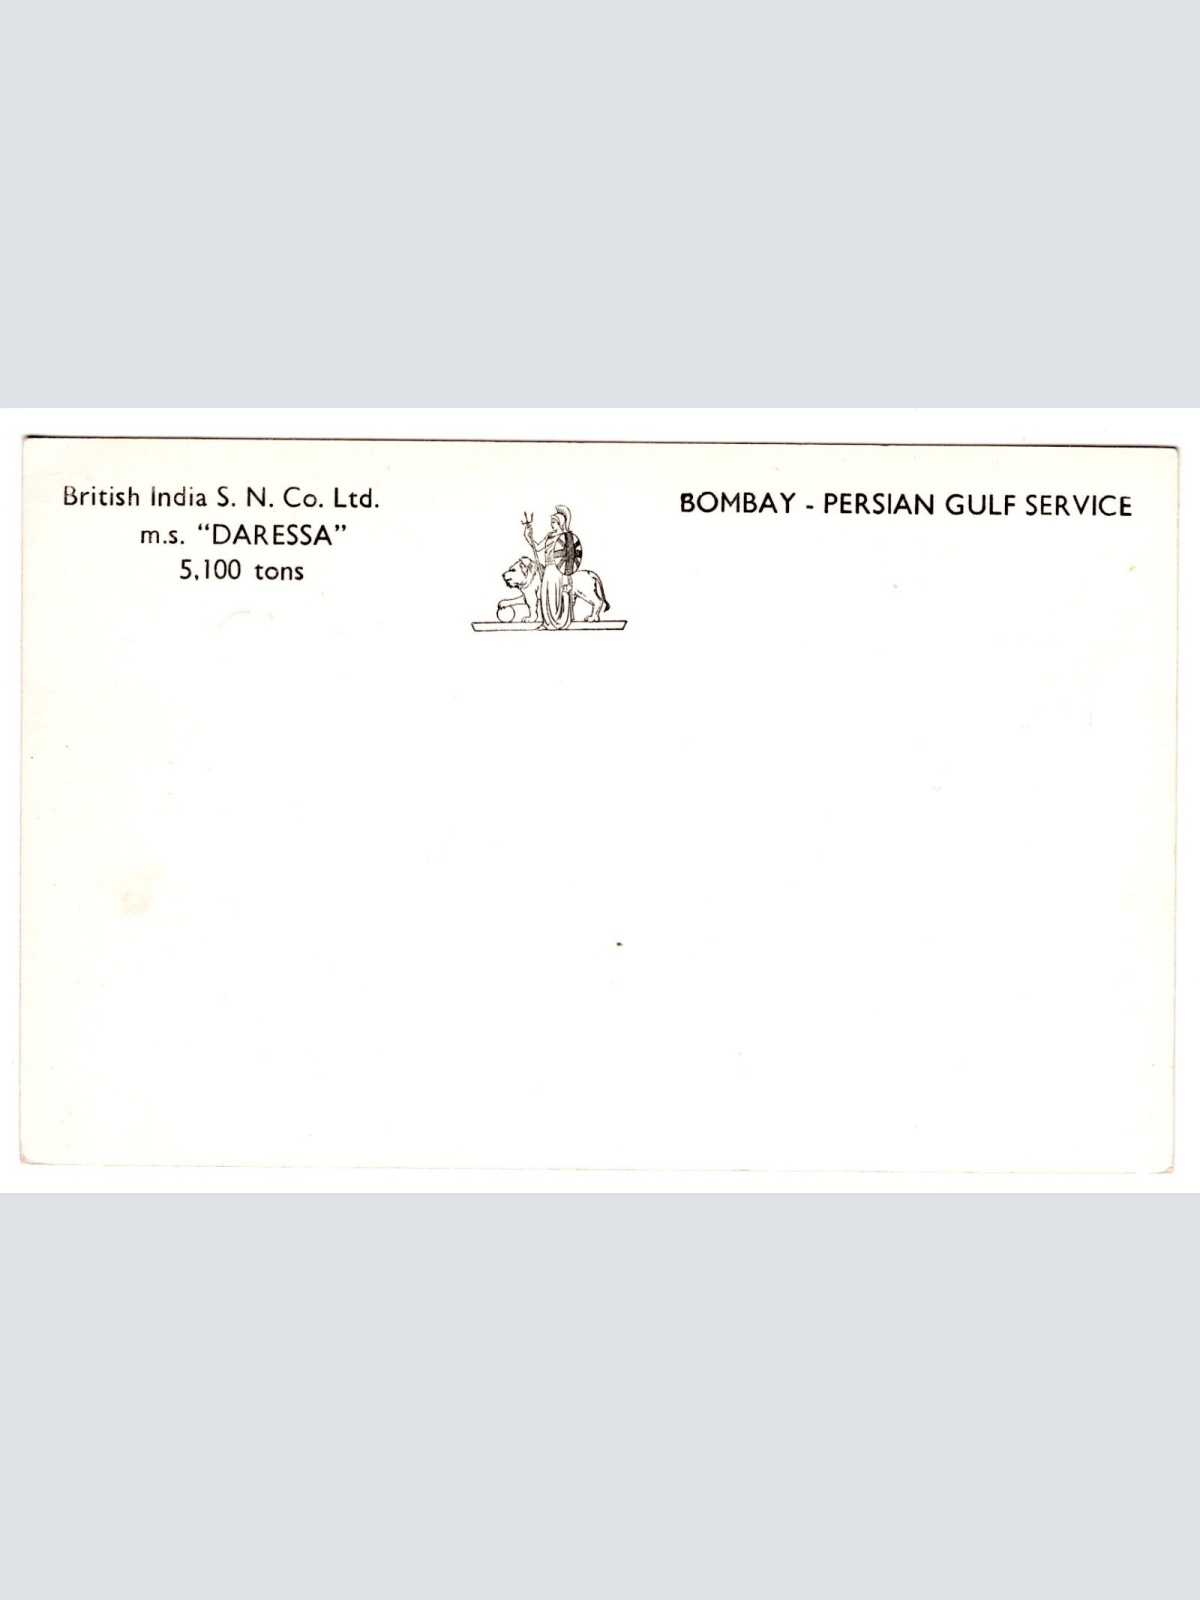 British India S. N. Co. Ltd.
m.s. “DARESSA”
5,100 tons
BOMBAY - PERSIAN GULF SERVICE